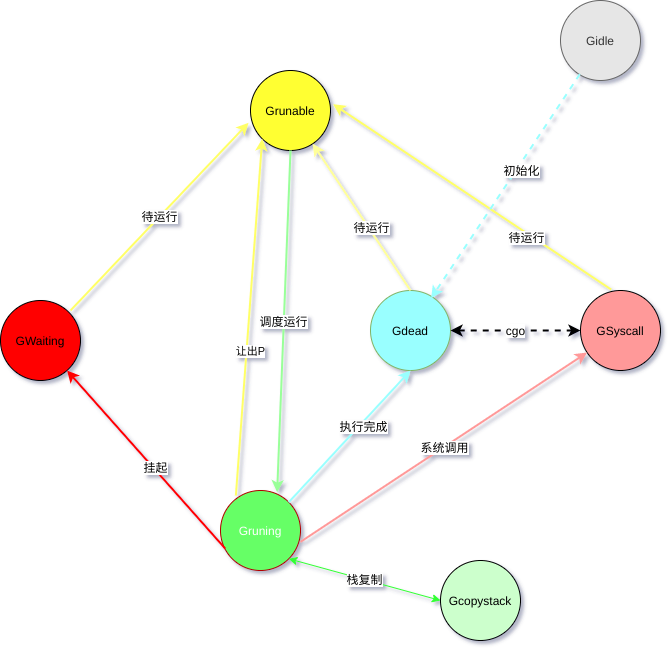 Gidle
Grunable
初始化
待运行
待运行
待运行
调度运行
GWaiting
Gdead
cgo
GSyscall
让出P
执行完成
系统调用
挂起
Gruning
栈复制
Gcopystack